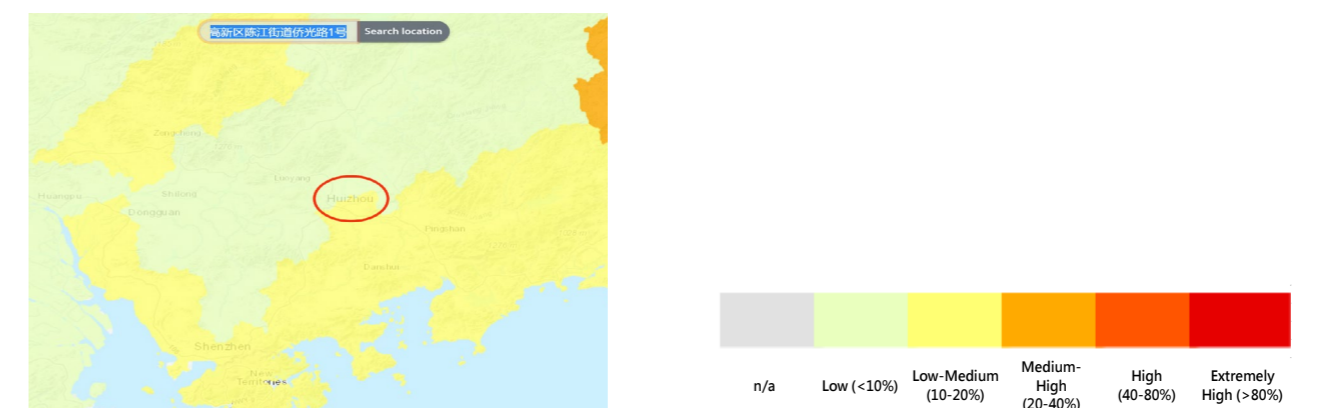 高新区陈江街道侨光路1号
Search location
Zengcheng
Luoyang
Huangpu
Shilong
Huizhou
Dongguan
Pingshan
Danshui
Shenzhen
New
Territories
n/a
Low (<10%)
Low-Medium
(10-20%)
Medium-
High
(20-40%)
High
(40-80%)
Extremely
High (>80%)